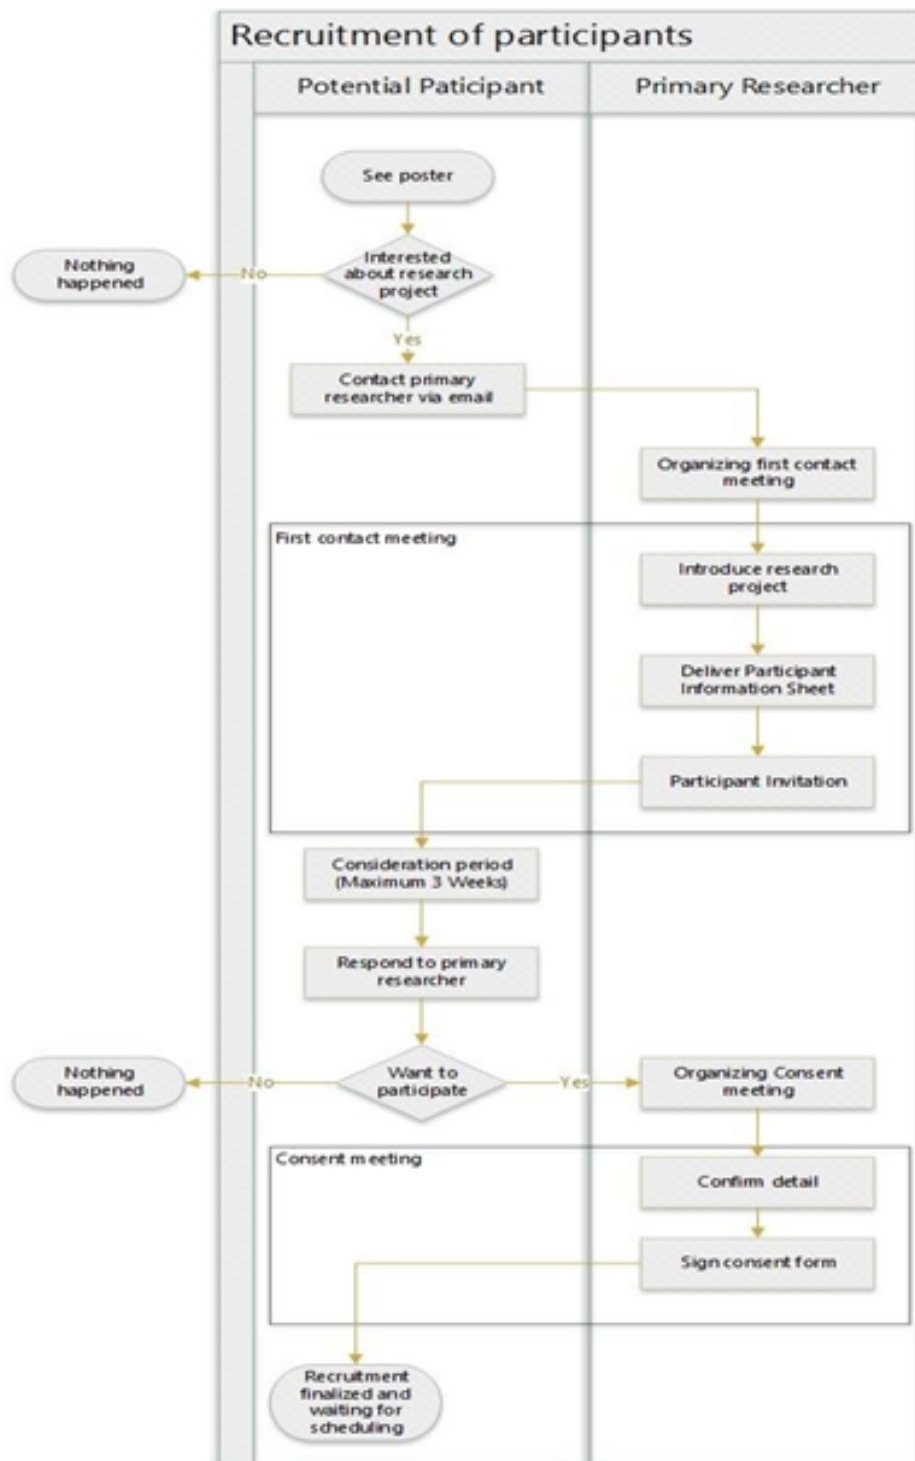 Recruitment of participants
Potential Paticipant
Primary Researcher
See poster
Interested
about research
project
No
Nothing
happened
Yes
Contact primary
researcher via email
Organizing first contact
meeting
First contact meeting
Introduce research
project
Deliver Participant
Information Sheet
Participant Invitation
Consideration period
(Maximum 3 Weeks)
Respond to primary
researcher
Want to
participate
No
Nothing
happened
Yes
Organizing Consent
meeting
Consent meeting
Confirm detail
Sign consent form
Recruitment
finalized and
waiting for
scheduling